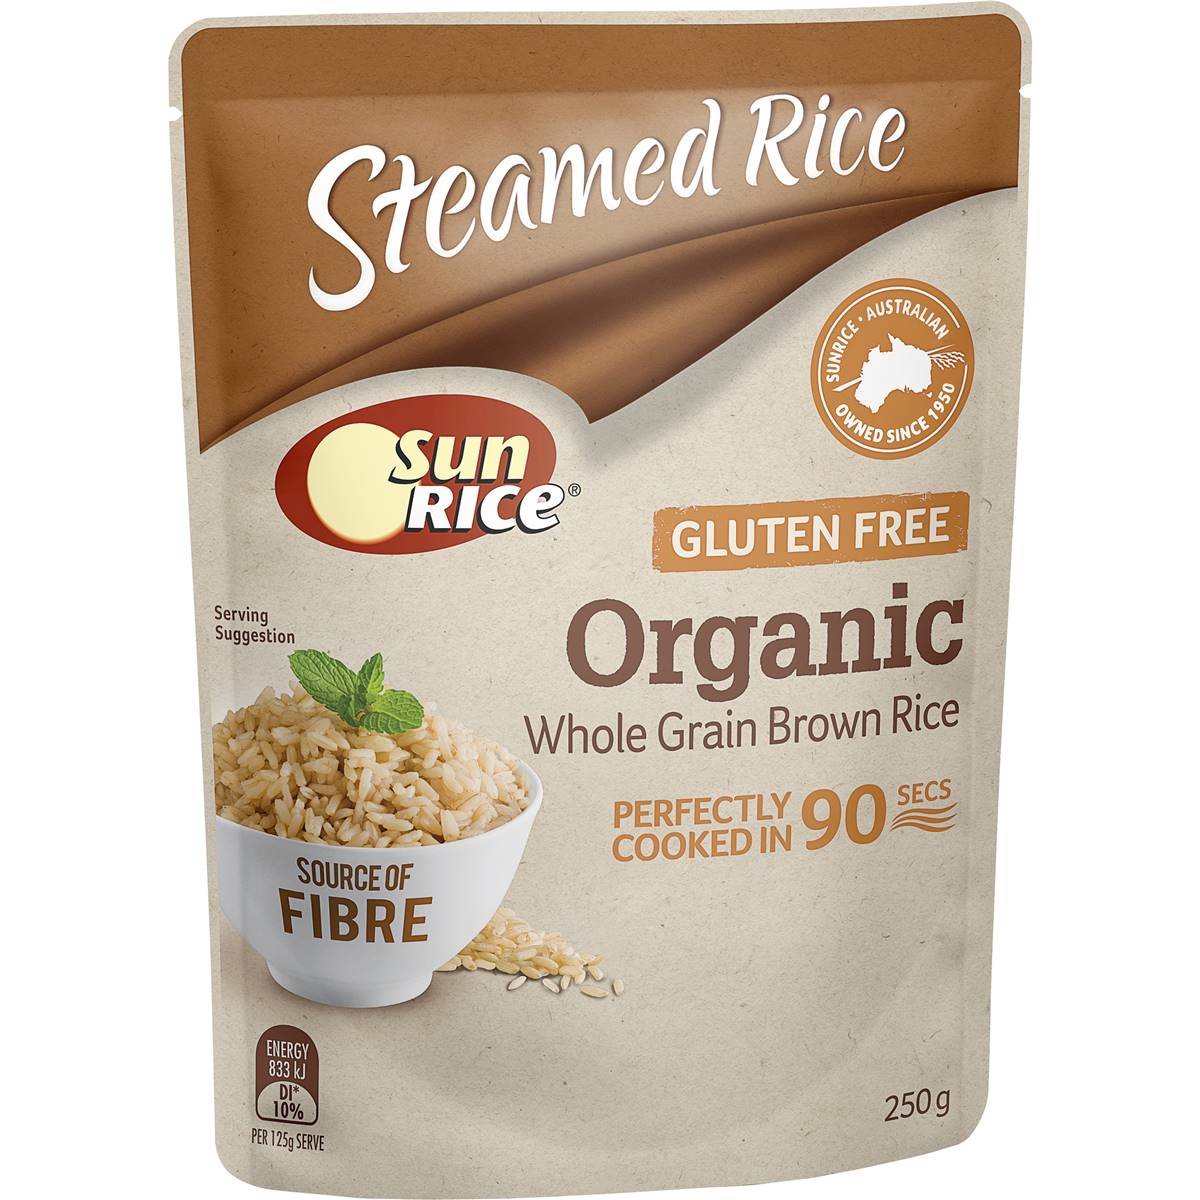 Steamed Rice
SUNRICE • AUSTRALIAN
OWNED SINCE 1950
Sun
RICE®
GLUTEN FREE
Organic
Whole Grain Brown Rice
PERFECTLY
COOKED IN 90 SECS
Serving
Suggestion
SOURCE OF
FIBRE
ENERGY
833 kJ
DI*
10%
PER 125g SERVE
250g